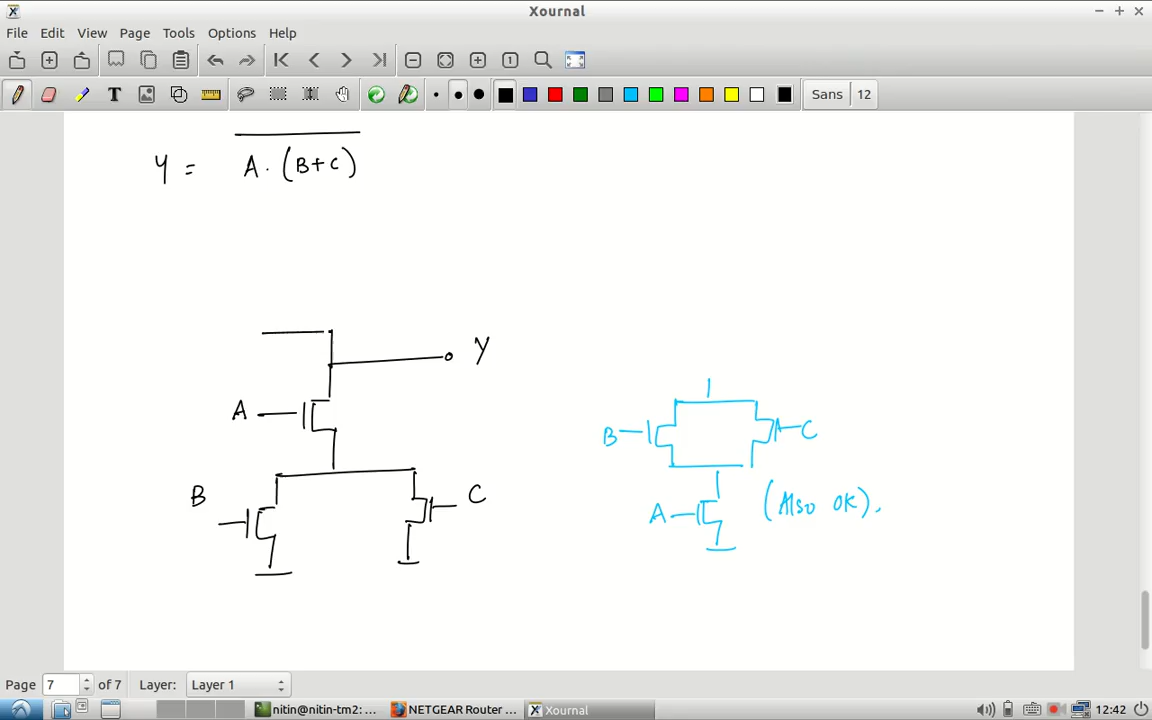 Xournal
File Edit View Page Tools Options Help
T Sans 12
Y = \overline{A · (B+C)}
Y
A
B C
B C
A (Also OK).
Page 7 of 7 Layer: Layer 1
nitin@nitin-tm2: ... NETGEAR Router ... Xournal 12:42